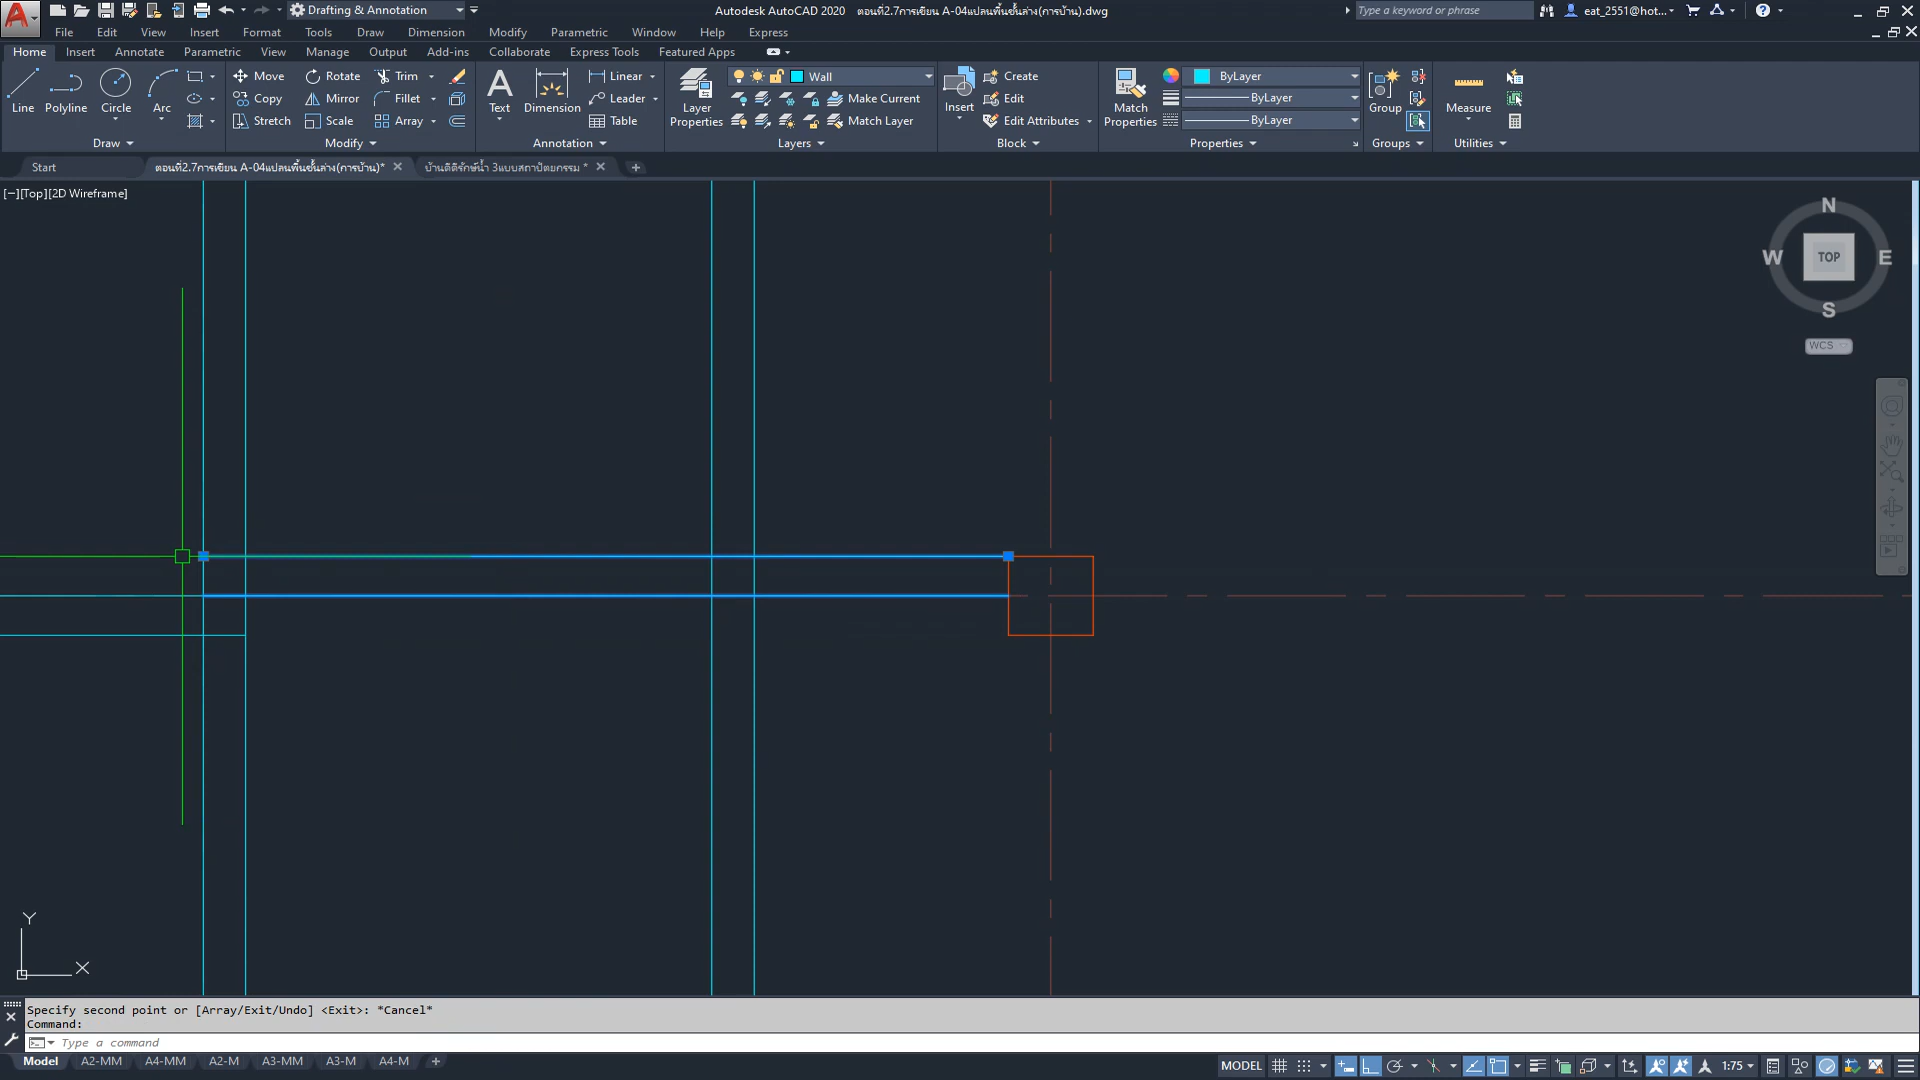 Drafting & Annotation
Autodesk AutoCAD 2020 ตอนที่2.7การเขียน A-04แปลนพื้นชั้นล่าง(การบ้าน).dwg
Type a keyword or phrase
eat_2551@hot...
File Edit View Insert Format Tools Draw Dimension Modify Parametric Window Help Express
Home Insert Annotate Parametric View Manage Output Add-ins Collaborate Express Tools Featured Apps
Line Polyline Circle Arc
Move Rotate Trim
Copy Mirror Fillet
Stretch Scale Array
Text Dimension
Linear
Leader
Table
Layer Properties
Wall
Make Current
Match Layer
Insert
Create
Edit
Edit Attributes
Match Properties
ByLayer
ByLayer
ByLayer
Group
Measure
Draw Modify Annotation Layers Block Properties Groups Utilities
Start ตอนที่2.7การเขียน A-04แปลนพื้นชั้นล่าง(การบ้าน)* บ้านดีดีรักษ์น้ำ 3แบบสถาปัตยกรรม *
[−][Top][2D Wireframe]
N
W TOP E
S
WCS
Y
X
Specify second point or [Array/Exit/Undo] <Exit>: *Cancel*
Command:
Type a command
Model A2-MM A4-MM A2-M A3-MM A3-M A4-M
MODEL 1:75